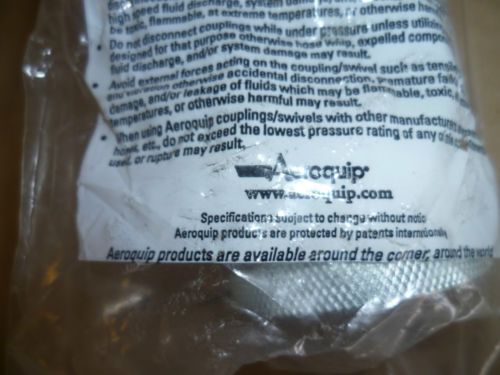 high speed fluid discharge, system
be toxic, flammable, at extreme temperatures, or otherwise
• Do not disconnect couplings while under pressure unless
designed for that purpose otherwise hose whip, expelled
fluid discharge, and/or system damage may result.
• Avoid external forces acting on the coupling/swivel such as
any otherwise accidental disconnection, premature
damage, and/or leakage of fluids which may be flammable, toxic,
temperatures, or otherwise harmful may result.
• When using Aeroquip couplings/swivels with other
hoses, etc., do not exceed the lowest pressure rating of any
used, or rupture may result.
Aeroquip
www.aeroquip.com
Specifications subject to change without
Aeroquip products are protected by patents
Aeroquip products are available around the corner, around the world